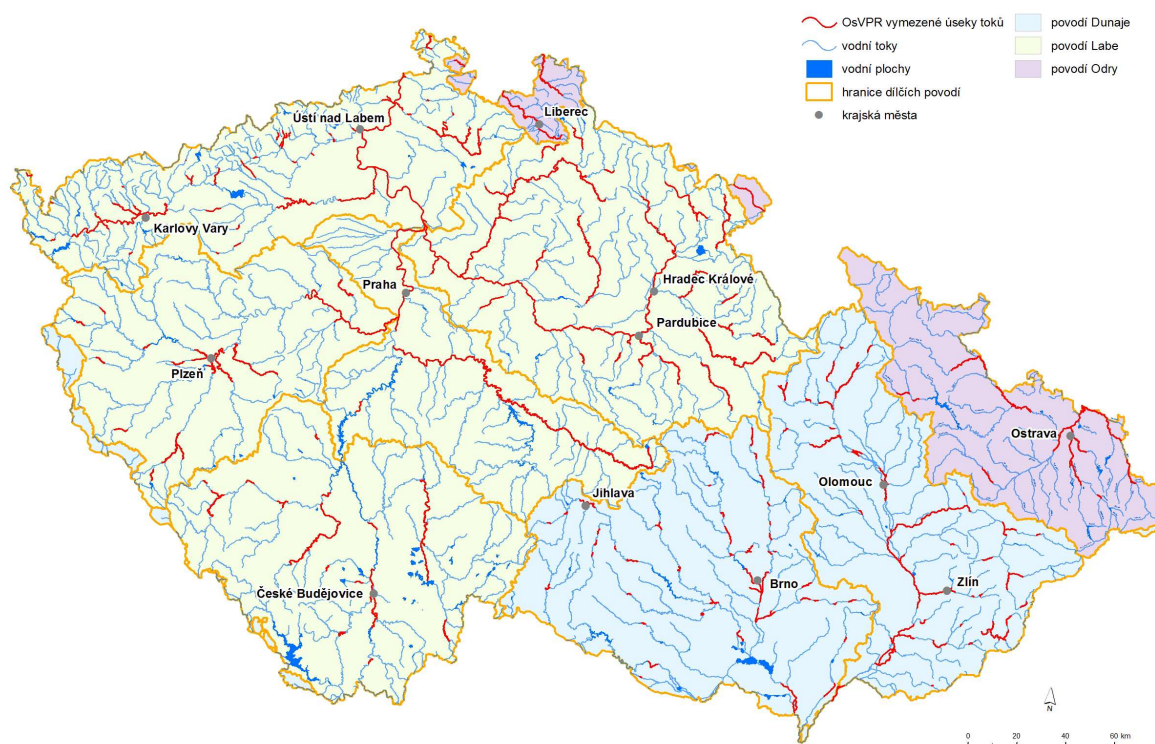 OsVPR vymezené úseky toků
vodní toky
vodní plochy
hranice dílčích povodí
krajská města
povodí Dunaje
povodí Labe
povodí Odry
Ústí nad Labem
Liberec
Karlovy Vary
Praha
Hradec Králové
Pardubice
Plzeň
Ostrava
Olomouc
Jihlava
Brno
Zlín
České Budějovice
N
0 20 40 60 km